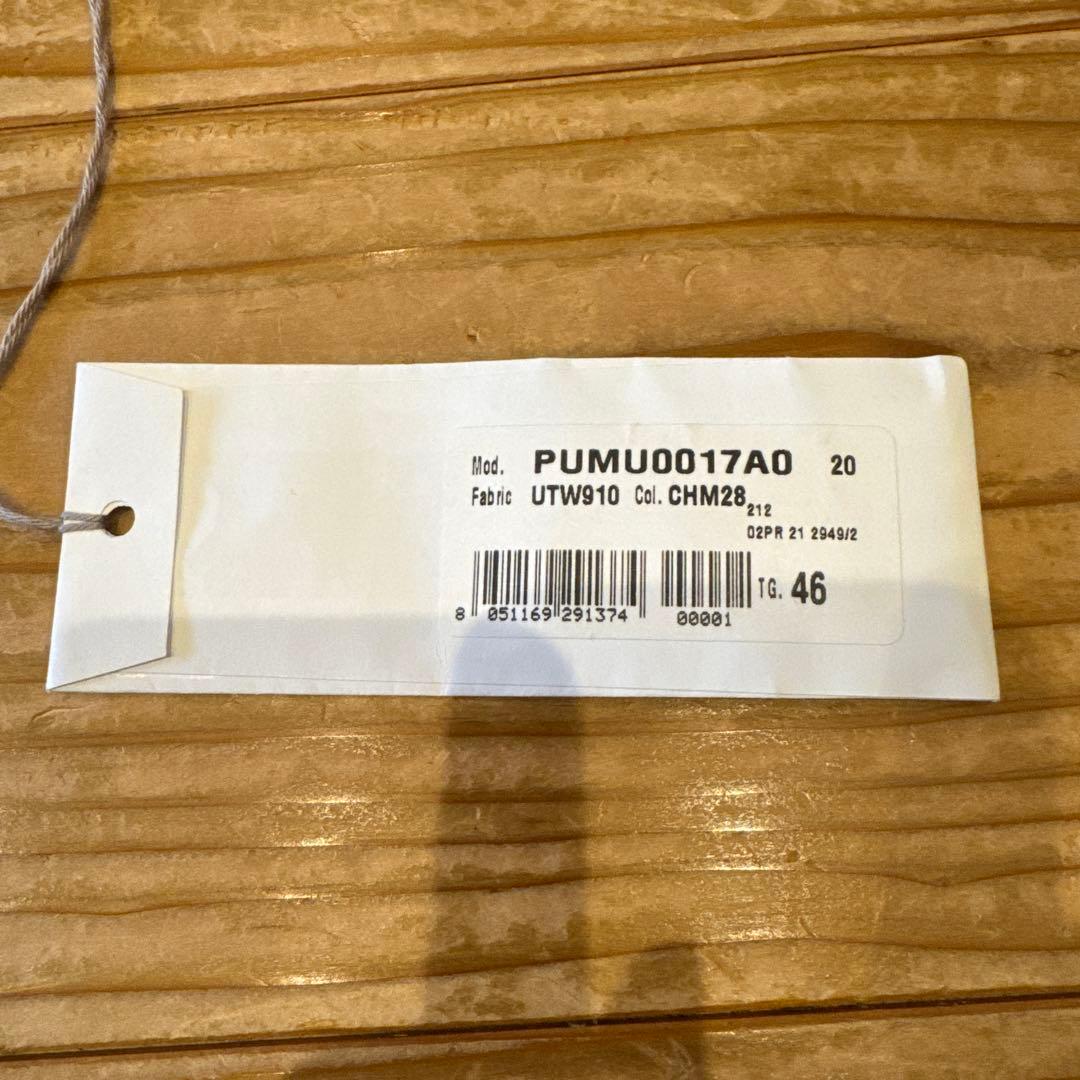 Mod. PUMU0017A0 20
Fabric UTW910 Col. CHM28 212
02PR 21 2949/2
TG. 46
8 051169 291374 00001